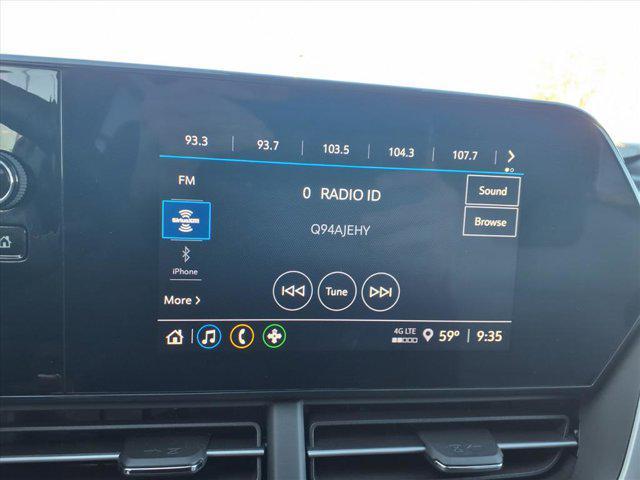 93.3 93.7 103.5 104.3 107.7
FM
0 RADIO ID
Sound
SiriusXM
Q94AJEHY
Browse
iPhone
More
Tune
4G LTE
59° 9:35